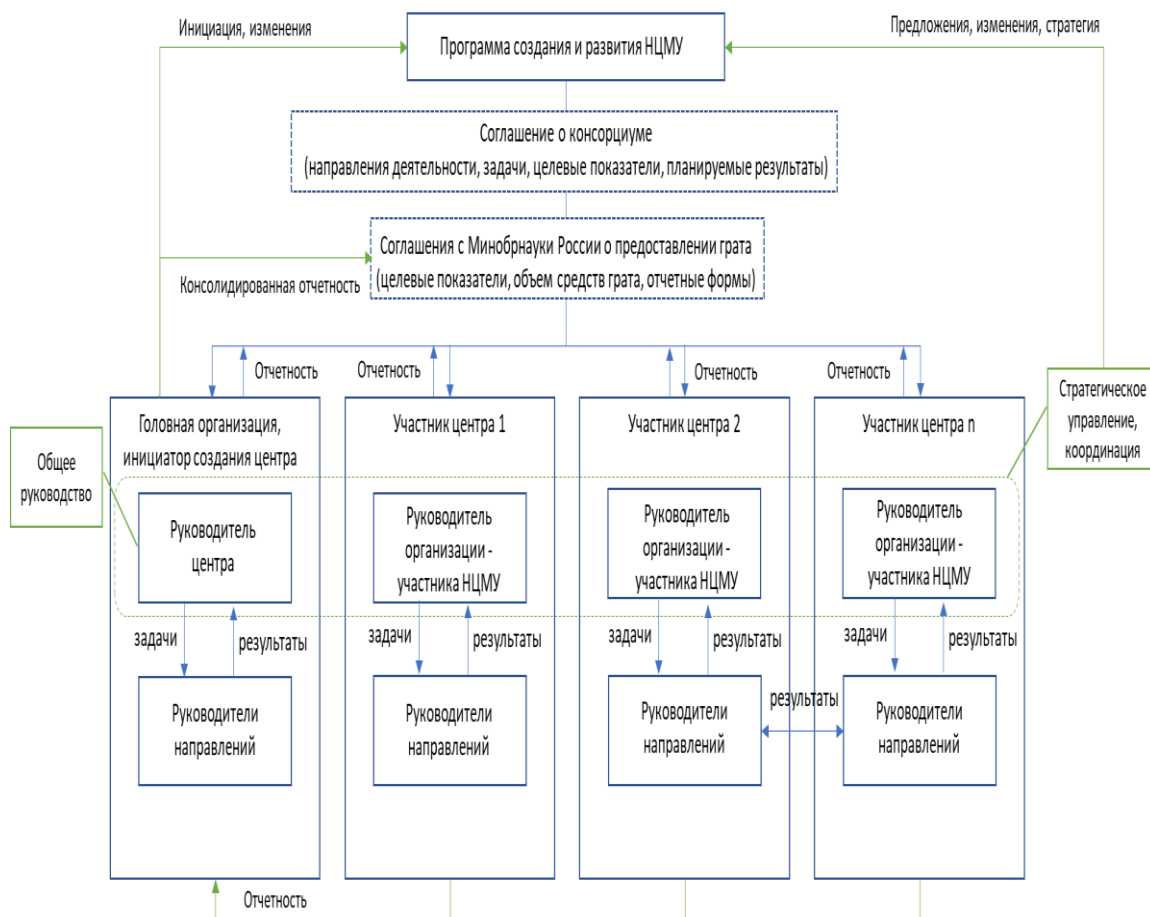 Инициация, изменения
Предложения, изменения, стратегия
Программа создания и развития НЦМУ
Соглашение о консорциуме
(направления деятельности, задачи, целевые показатели, планируемые результаты)
Соглашения с Минобрнауки России о предоставлении грата
(целевые показатели, объем средств грата, отчетные формы)
Консолидированная отчетность
Отчетность
Отчетность
Отчетность
Отчетность
Головная организация,
инициатор создания центра
Участник центра 1
Участник центра 2
Участник центра n
Стратегическое
управление,
координация
Общее
руководство
Руководитель
центра
Руководитель
организации -
участника НЦМУ
Руководитель
организации -
участника НЦМУ
Руководитель
организации -
участника НЦМУ
задачи
результаты
задачи
результаты
задачи
результаты
задачи
результаты
Руководители
направлений
Руководители
направлений
Руководители
направлений
результаты
Руководители
направлений
Отчетность